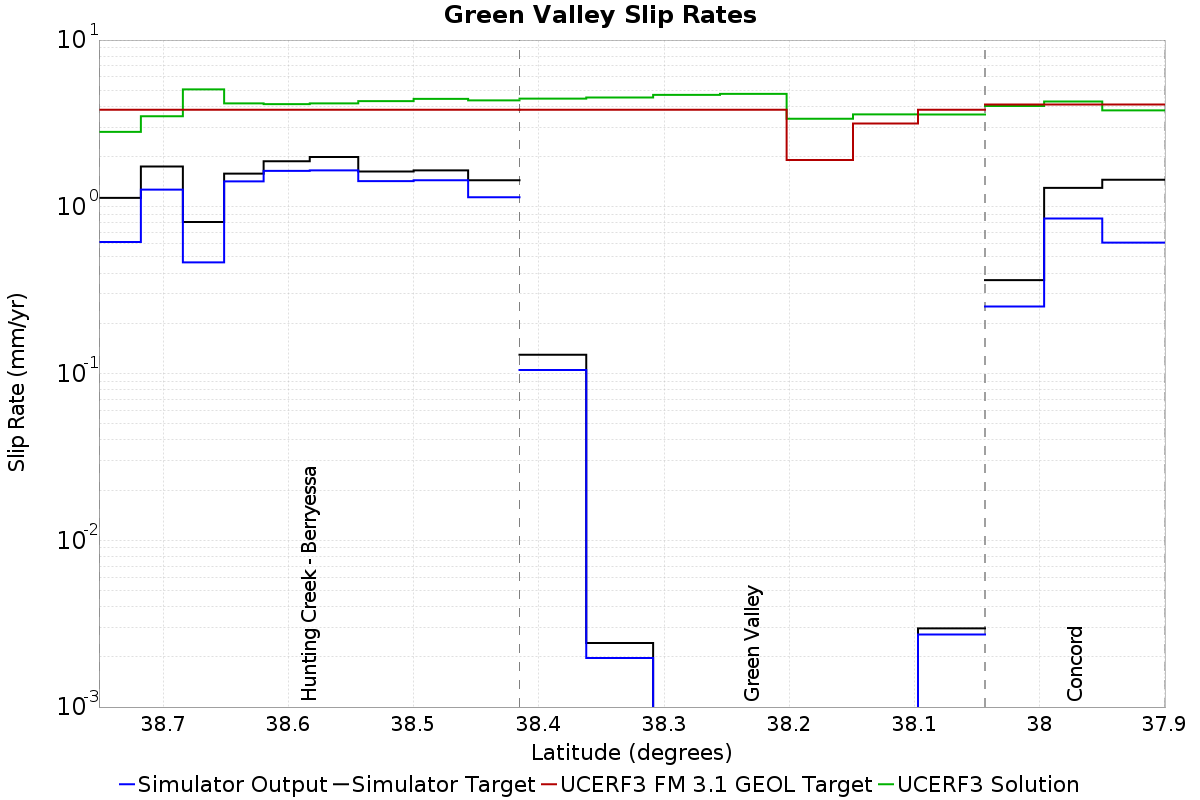 Green Valley Slip Rates
10^1
10^0
10^-1
10^-2
10^-3
Slip Rate (mm/yr)
Hunting Creek - Berryessa
Green Valley
Concord
38.7 38.6 38.5 38.4 38.3 38.2 38.1 38 37.9
Latitude (degrees)
Simulator Output Simulator Target UCERF3 FM 3.1 GEOL Target UCERF3 Solution